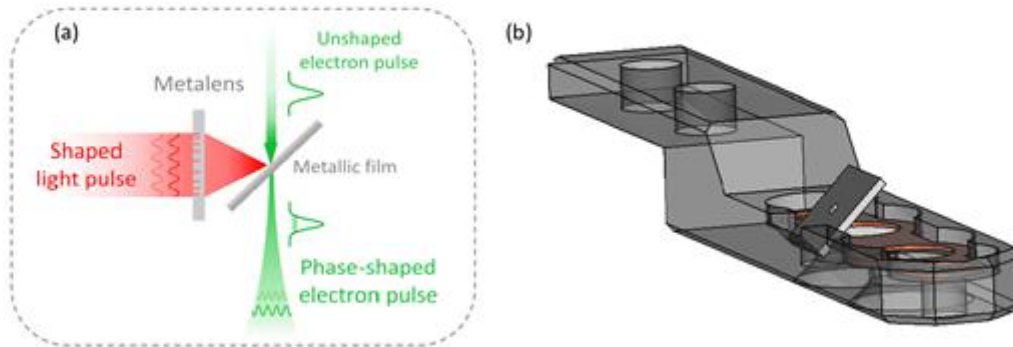 (a)
Unshaped
electron pulse
Metalens
Shaped
light pulse
Metallic film
Phase-shaped
electron pulse
(b)